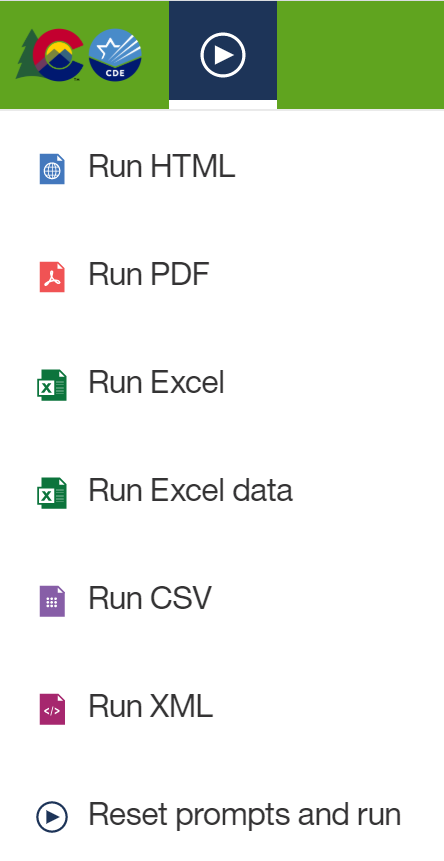 CDE
Run HTML
Run PDF
Run Excel
Run Excel data
Run CSV
Run XML
Reset prompts and run